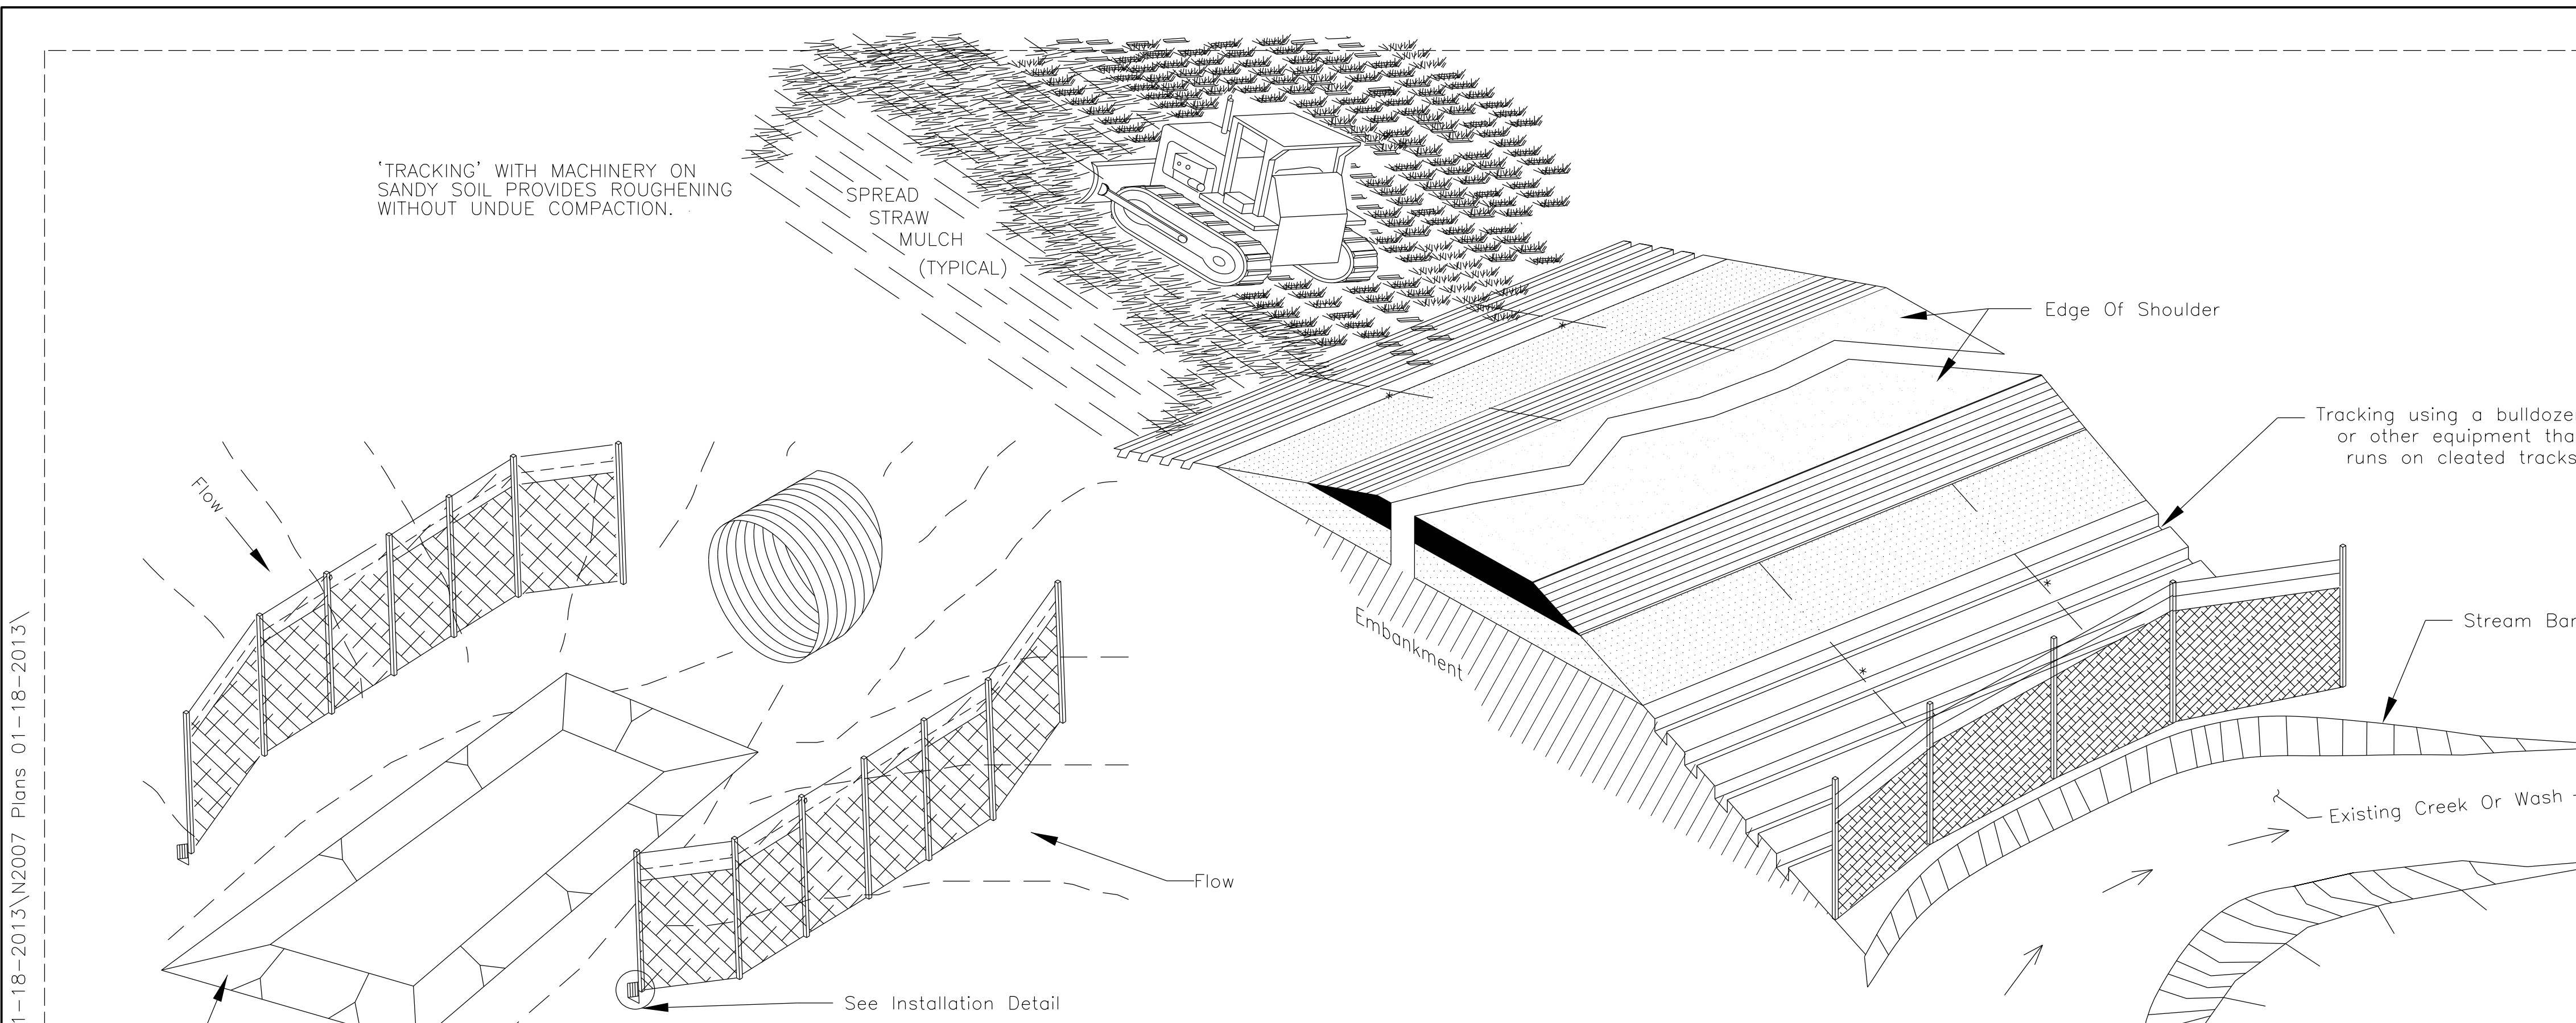 ‘TRACKING’ WITH MACHINERY ON
SANDY SOIL PROVIDES ROUGHENING
WITHOUT UNDUE COMPACTION.
SPREAD
STRAW
MULCH
(TYPICAL)
Edge Of Shoulder
Tracking using a bulldoze
or other equipment tha
runs on cleated tracks
Flow
Embankment
Stream Ban
Existing Creek Or Wash
Flow
See Installation Detail
1-18-2013\N2007 Plans 01-18-2013\